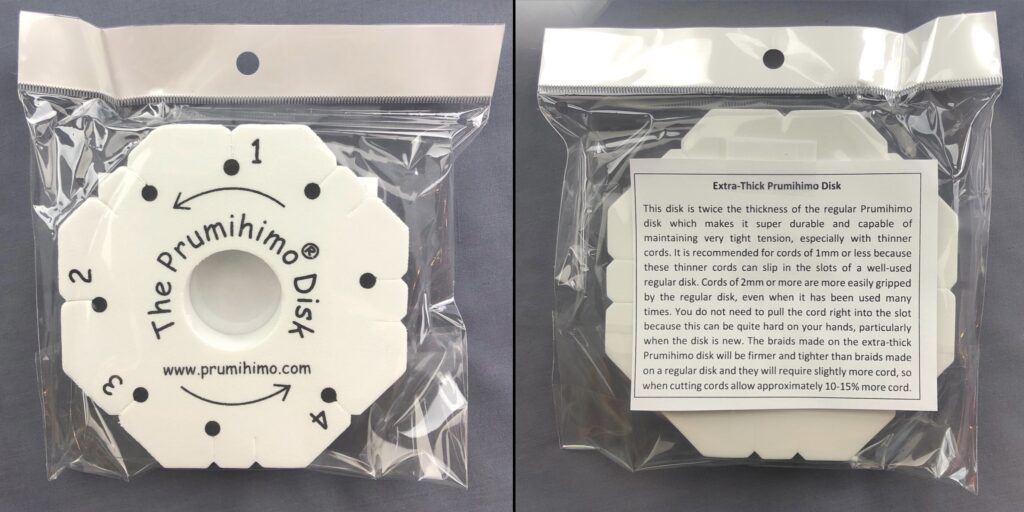 1
2
3
4
The Prumihimo® Disk
www.prumihimo.com
Extra-Thick Prumihimo Disk
This disk is twice the thickness of the regular Prumihimo
disk which makes it super durable and capable of
maintaining very tight tension, especially with thinner
cords. It is recommended for cords of 1mm or less because
these thinner cords can slip in the slots of a well-used
regular disk. Cords of 2mm or more are more easily gripped
by the regular disk, even when it has been used many
times. You do not need to pull the cord right into the slot
because this can be quite hard on your hands, particularly
when the disk is new. The braids made on the extra-thick
Prumihimo disk will be firmer and tighter than braids made
on a regular disk and they will require slightly more cord, so
when cutting cords allow approximately 10-15% more cord.